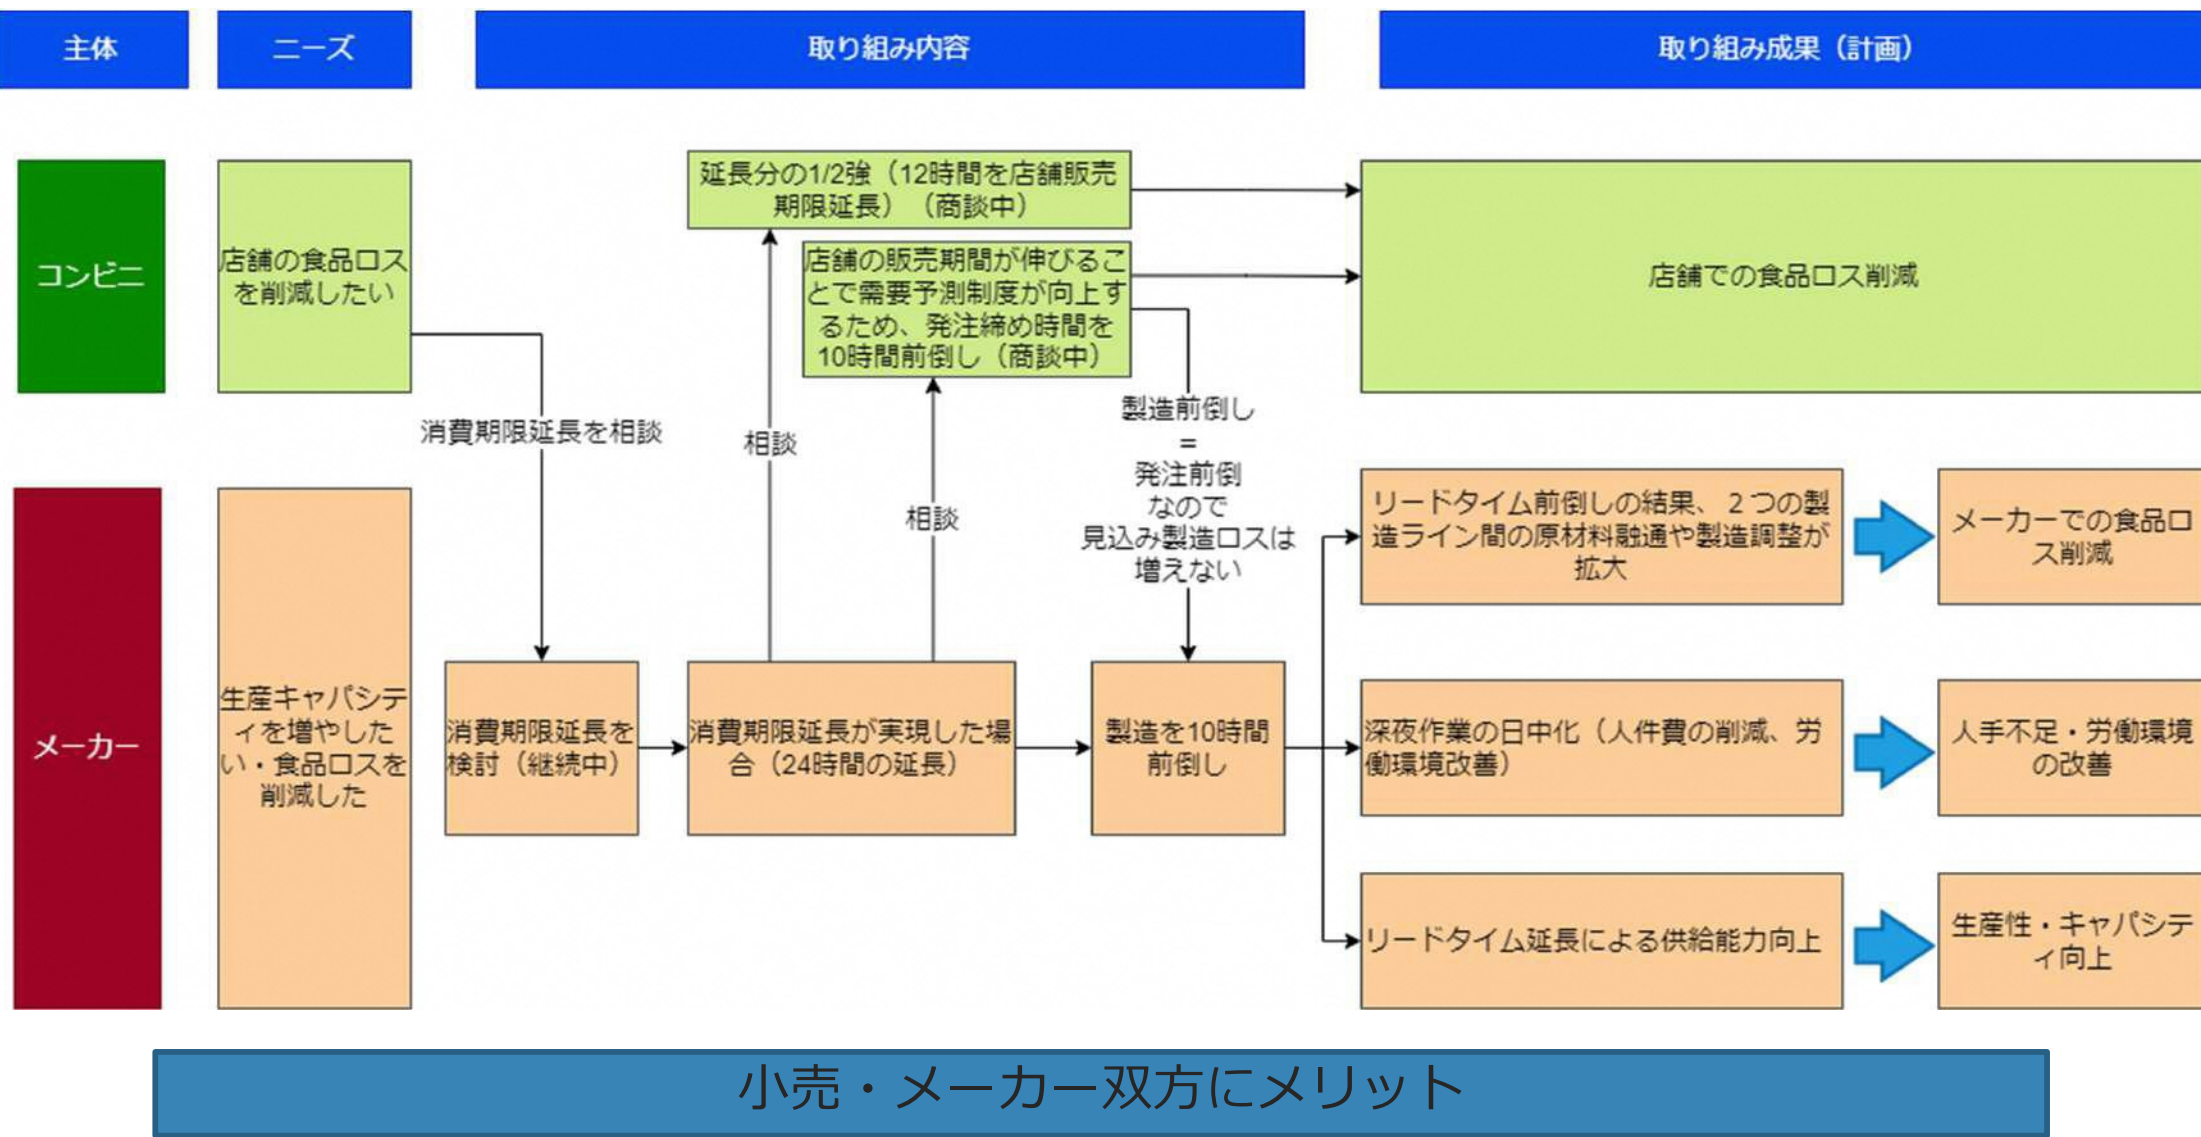 主体
ニーズ
取り組み内容
取り組み成果（計画）
コンビニ
店舗の食品ロス
を削減したい
延長分の1/2強（12時間を店舗販売
期限延長）（商談中）
店舗の販売期間が伸びるこ
とで需要予測制度が向上す
るため、発注締め時間を
10時間前倒し（商談中）
店舗での食品ロス削減
消費期限延長を相談
相談
相談
製造前倒し
＝
発注前倒
なので
見込み製造ロスは
増えない
メーカー
生産キャパシテ
ィを増やした
い・食品ロスを
削減した
消費期限延長を
検討（継続中）
消費期限延長が実現した場
合（24時間の延長）
製造を10時間
前倒し
リードタイム前倒しの結果、２つの製
造ライン間の原材料融通や製造調整が
拡大
メーカーでの食品ロ
ス削減
深夜作業の日中化（人件費の削減、労
働環境改善）
人手不足・労働環境
の改善
リードタイム延長による供給能力向上
生産性・キャパシテ
ィ向上
小売・メーカー双方にメリット